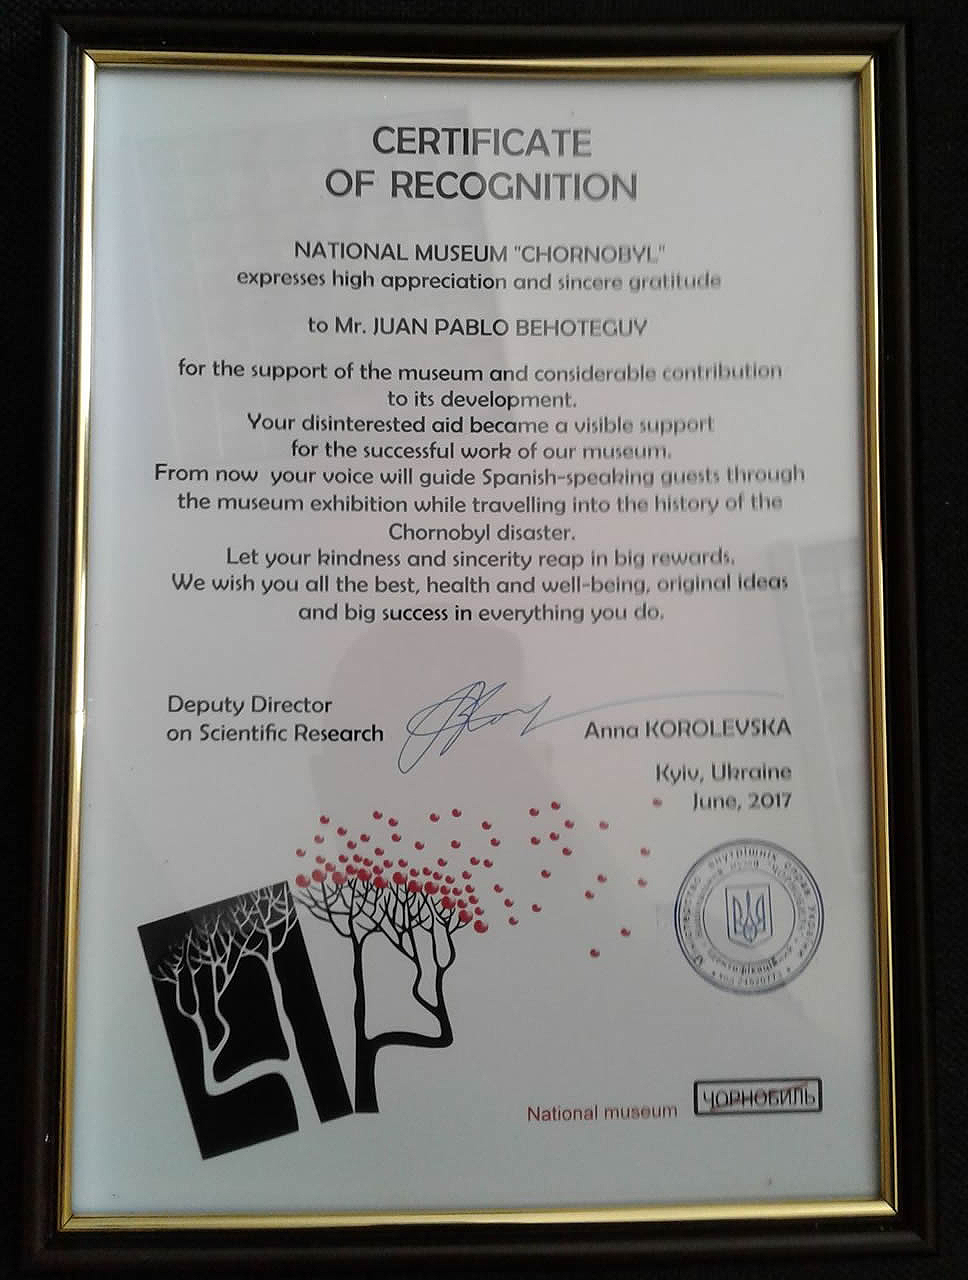 CERTIFICATE
OF RECOGNITION
NATIONAL MUSEUM "CHORNOBYL"
expresses high appreciation and sincere gratitude
to Mr. JUAN PABLO BEHOTEGUY
for the support of the museum and considerable contribution
to its development.
Your disinterested aid became a visible support
for the successful work of our museum.
From now your voice will guide Spanish-speaking guests through
the museum exhibition while travelling into the history of the
Chornobyl disaster.
Let your kindness and sincerity reap in big rewards.
We wish you all the best, health and well-being, original ideas
and big success in everything you do.
Deputy Director
on Scientific Research
Anna KOROLEVSKA
Kyiv, Ukraine
June, 2017
National museum
ЧОРНОБИЛЬ